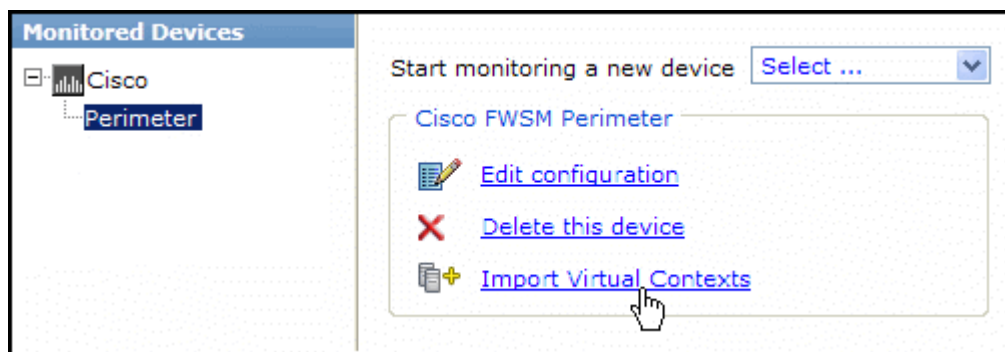 Monitored Devices
Cisco
Perimeter
Start monitoring a new device Select ...
Cisco FWSM Perimeter
Edit configuration
Delete this device
Import Virtual Contexts